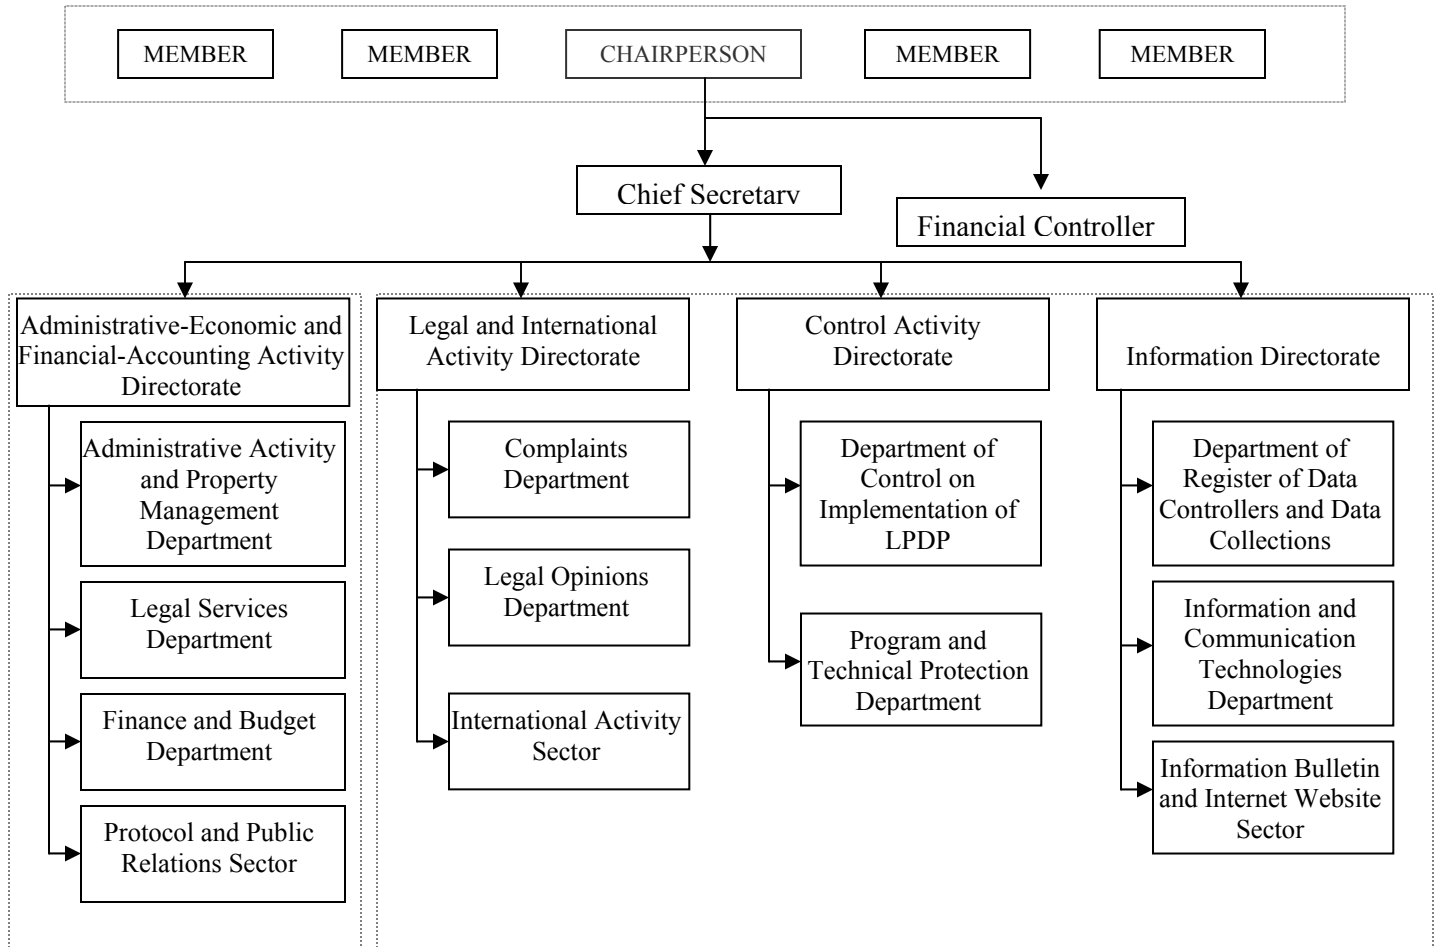 MEMBER
MEMBER
CHAIRPERSON
MEMBER
MEMBER
Chief Secretary
Financial Controller
Administrative-Economic and
Financial-Accounting Activity
Directorate
Legal and International
Activity Directorate
Control Activity
Directorate
Information Directorate
Administrative Activity
and Property
Management
Department
Legal Services
Department
Finance and Budget
Department
Protocol and Public
Relations Sector
Complaints
Department
Legal Opinions
Department
International Activity
Sector
Department of
Control on
Implementation of
LPDP
Program and
Technical Protection
Department
Department of
Register of Data
Controllers and Data
Collections
Information and
Communication
Technologies
Department
Information Bulletin
and Internet Website
Sector